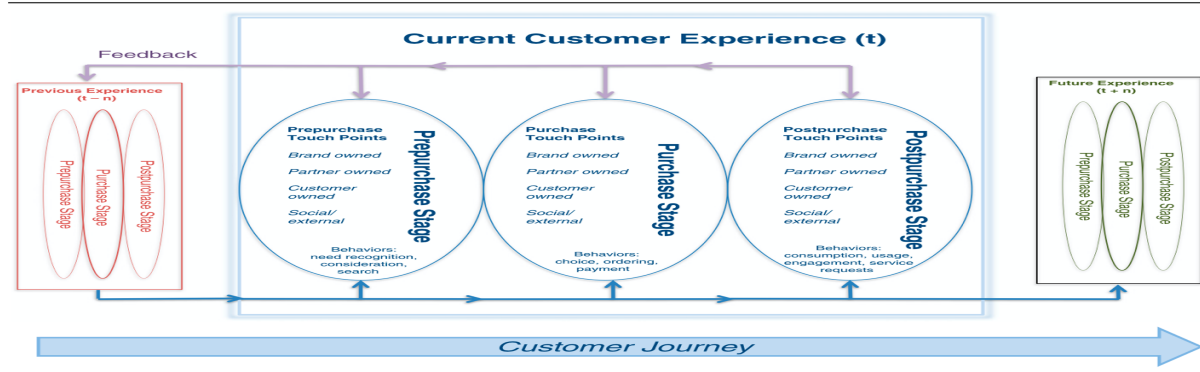 Current Customer Experience (t)
Feedback
Previous Experience
(t – n)
Prepurchase Stage
Purchase Stage
Postpurchase Stage
Prepurchase
Touch Points
Brand owned
Partner owned
Customer
owned
Social/
external
Prepurchase Stage
Behaviors:
need recognition,
consideration,
search
Purchase
Touch Points
Brand owned
Partner owned
Customer
owned
Social/
external
Purchase Stage
Behaviors:
choice, ordering,
payment
Postpurchase
Touch Points
Brand owned
Partner owned
Customer
owned
Social/
external
Postpurchase Stage
Behaviors:
consumption, usage,
engagement, service
requests
Future Experience
(t + n)
Prepurchase Stage
Purchase Stage
Postpurchase Stage
Customer Journey